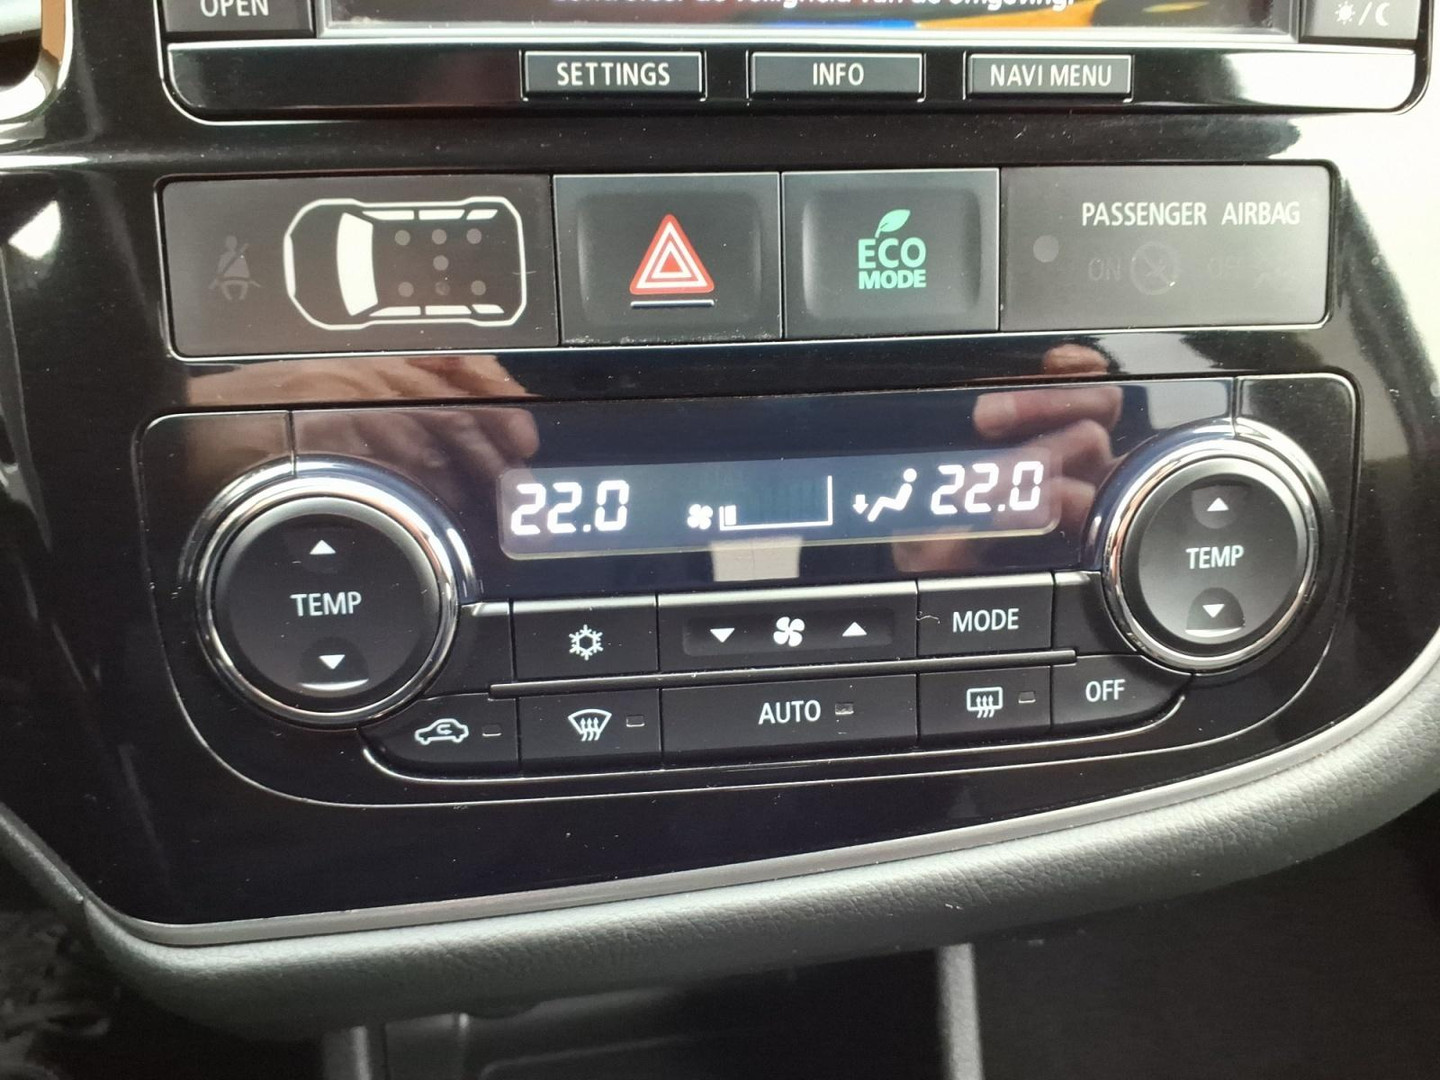 OPEN
SETTINGS
INFO
NAVI MENU
ECO
MODE
PASSENGER AIRBAG
ON
22.0
22.0
TEMP
TEMP
MODE
AUTO
OFF